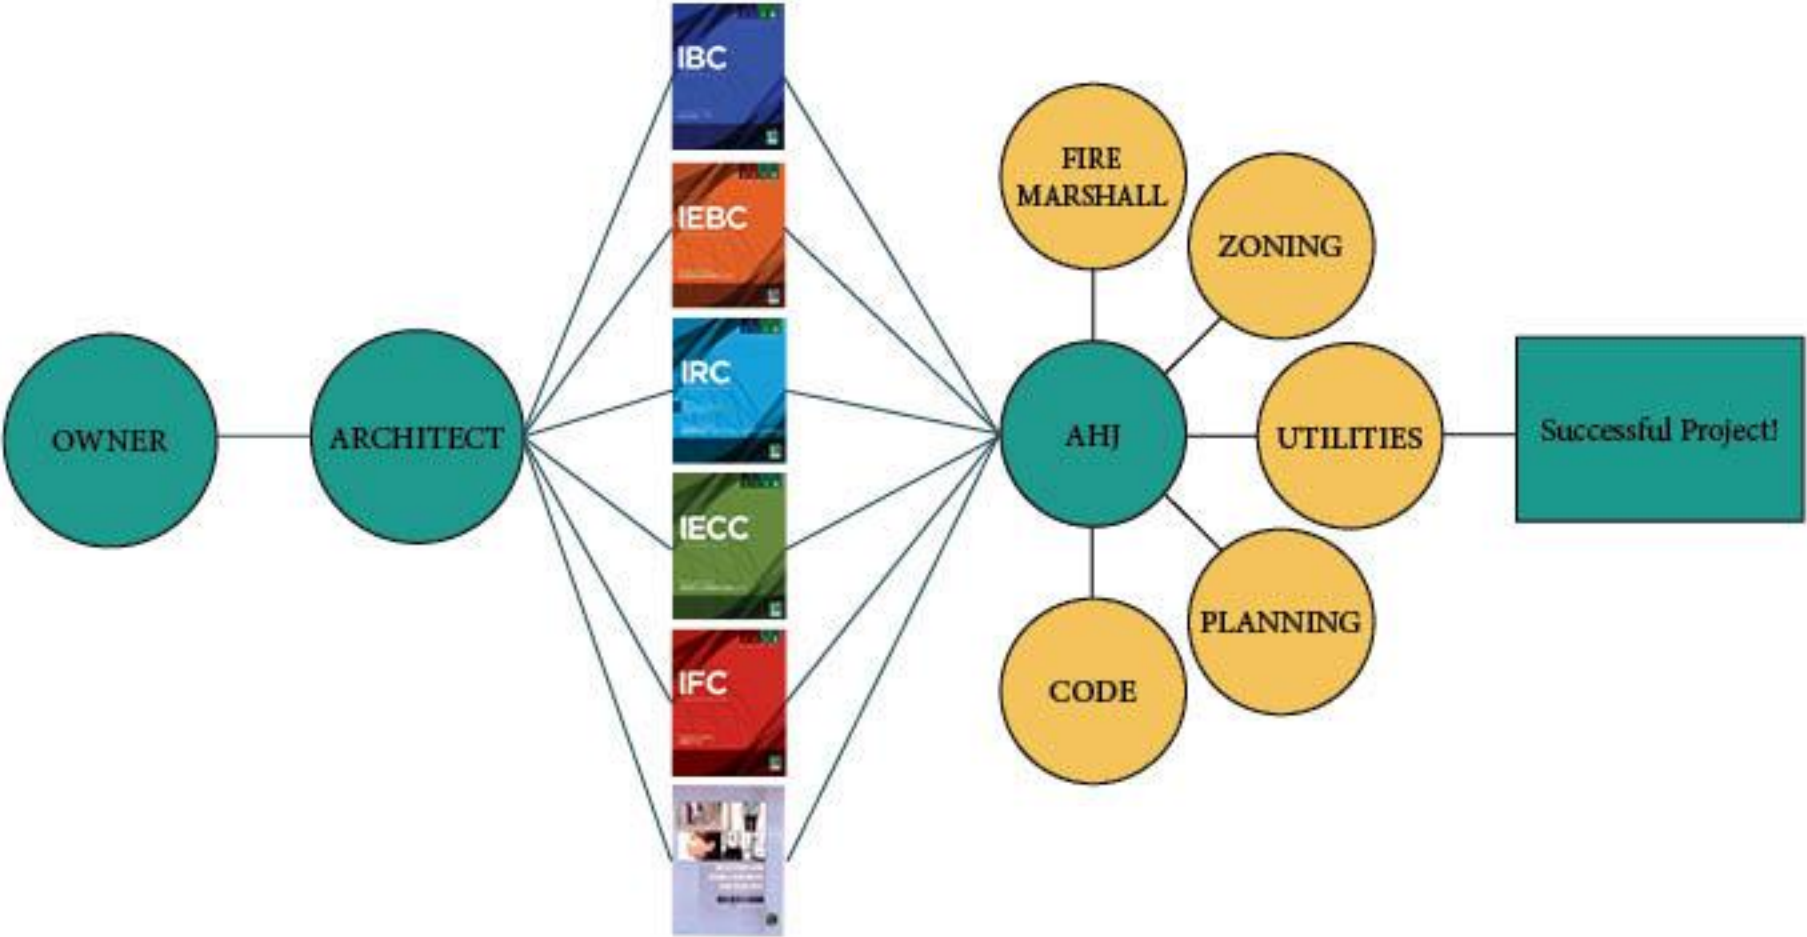 OWNER
ARCHITECT
IBC
IEBC
IRC
IECC
IFC
FIRE
MARSHALL
ZONING
AHJ
UTILITIES
PLANNING
CODE
Successful Project!